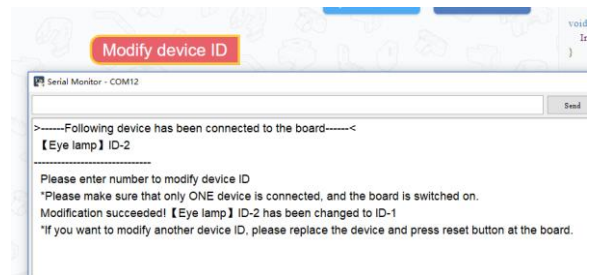 void
Modify device ID
}
Serial Monitor - COM12
Send
>------Following device has been connected to the board------<
【Eye lamp】ID-2
------------------------------
Please enter number to modify device ID
*Please make sure that only ONE device is connected, and the board is switched on.
Modification succeeded!【Eye lamp】ID-2 has been changed to ID-1
*If you want to modify another device ID, please replace the device and press reset button at the board.